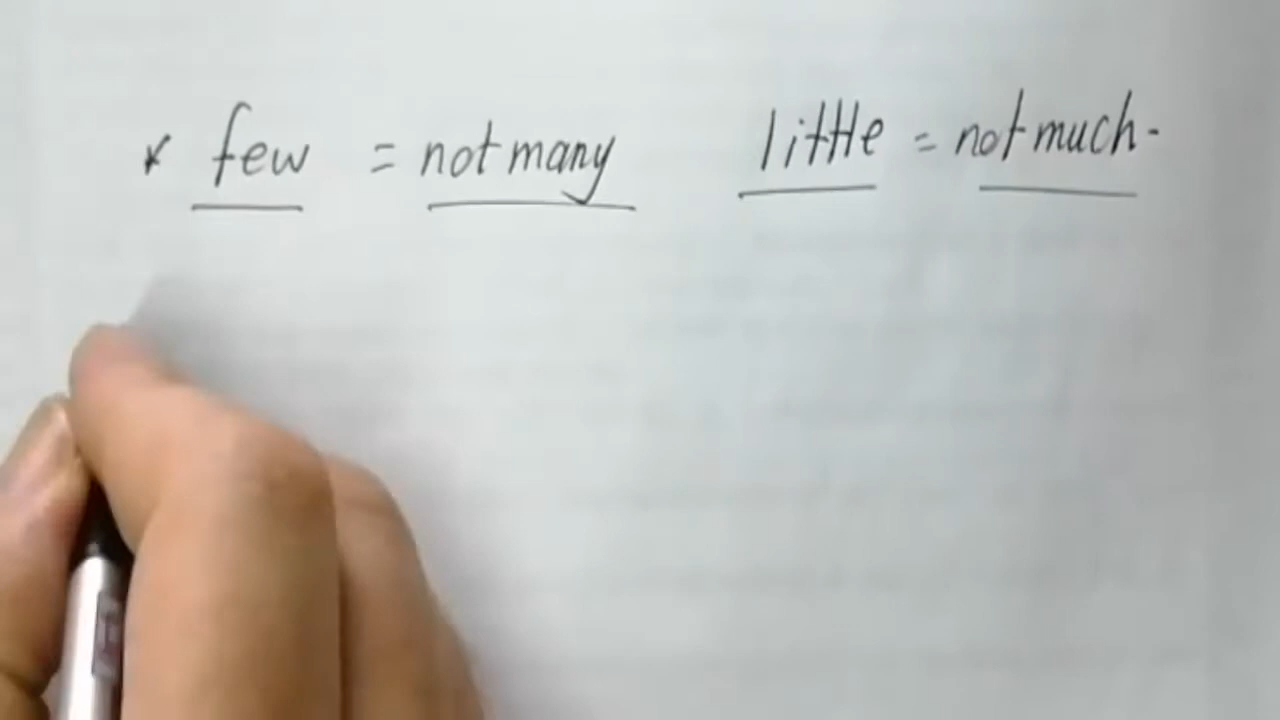 * few = not many little = not much.